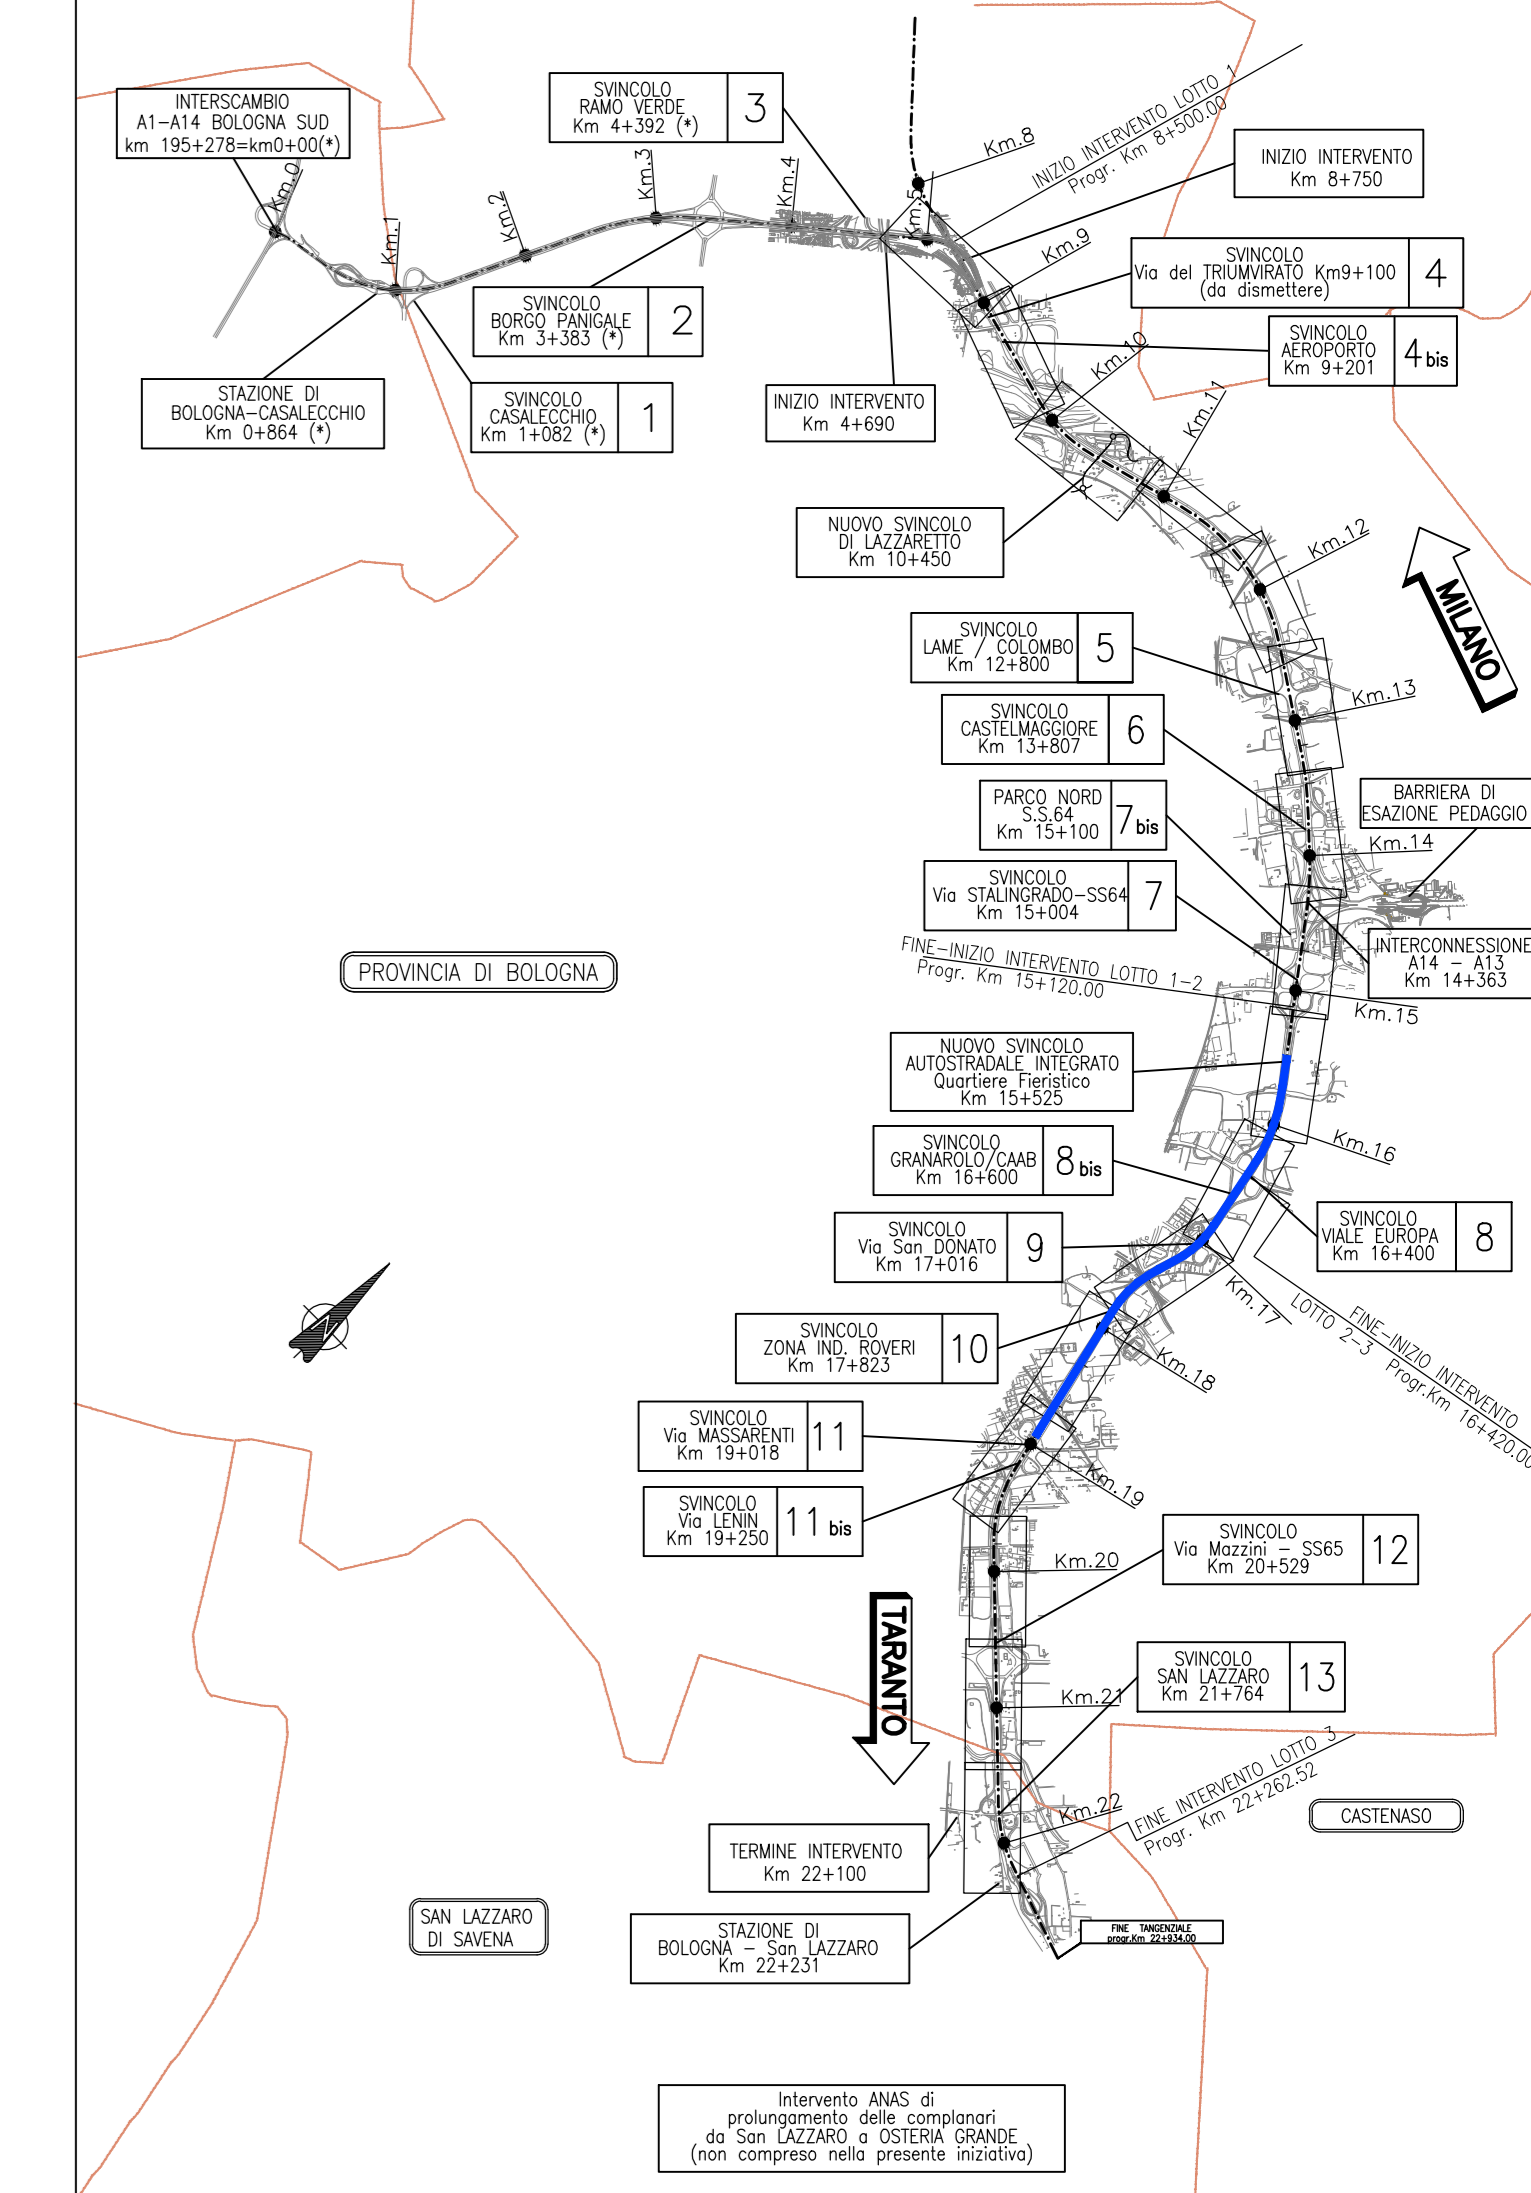 INTERSCAMBIO
A1-A14 BOLOGNA SUD
km 195+278=km0+00(*)
SVINCOLO
RAMO VERDE
Km 4+392 (*)
3
Km.0
Km.1
Km.2
Km.3
Km.4
Km.5
Km.8
INIZIO INTERVENTO LOTTO 1
Progr. Km 8+500.00
INIZIO INTERVENTO
Km 8+750
Km.9
SVINCOLO
Via del TRIUMVIRATO Km9+100
(da dismettere)
4
SVINCOLO
BORGO PANIGALE
Km 3+383 (*)
2
SVINCOLO
AEROPORTO
Km 9+201
4 bis
STAZIONE DI
BOLOGNA-CASALECCHIO
Km 0+864 (*)
SVINCOLO
CASALECCHIO
Km 1+082 (*)
1
INIZIO INTERVENTO
Km 4+690
Km.10
Km.11
NUOVO SVINCOLO
DI LAZZARETTO
Km 10+450
Km.12
MILANO
SVINCOLO
LAME / COLOMBO
Km 12+800
5
Km.13
SVINCOLO
CASTELMAGGIORE
Km 13+807
6
PARCO NORD
S.S.64
Km 15+100
7 bis
BARRIERA DI
ESAZIONE PEDAGGIO
Km.14
SVINCOLO
Via STALINGRADO-SS64
Km 15+004
7
FINE-INIZIO INTERVENTO LOTTO 1-2
Progr. Km 15+120.00
INTERCONNESSIONE
A14 - A13
Km 14+363
PROVINCIA DI BOLOGNA
Km.15
NUOVO SVINCOLO
AUTOSTRADALE INTEGRATO
Quartiere Fieristico
Km 15+525
Km.16
SVINCOLO
GRANAROLO/CAAB
Km 16+600
8 bis
SVINCOLO
VIALE EUROPA
Km 16+400
8
SVINCOLO
Via San DONATO
Km 17+016
9
Km.17
FINE-INIZIO INTERVENTO
LOTTO 2-3 Progr.Km 16+420.00
SVINCOLO
ZONA IND. ROVERI
Km 17+823
10
Km.18
SVINCOLO
Via MASSARENTI
Km 19+018
11
Km.19
SVINCOLO
Via LENIN
Km 19+250
11 bis
SVINCOLO
Via Mazzini - SS65
Km 20+529
12
Km.20
TARANTO
SVINCOLO
SAN LAZZARO
Km 21+764
13
Km.21
FINE INTERVENTO LOTTO 3
Progr. Km 22+262.52
Km.22
CASTENASO
TERMINE INTERVENTO
Km 22+100
SAN LAZZARO
DI SAVENA
STAZIONE DI
BOLOGNA - San LAZZARO
Km 22+231
FINE TANGENZIALE
progr.Km 22+934.00
Intervento ANAS di
prolungamento delle complanari
da San LAZZARO a OSTERIA GRANDE
(non compreso nella presente iniziativa)